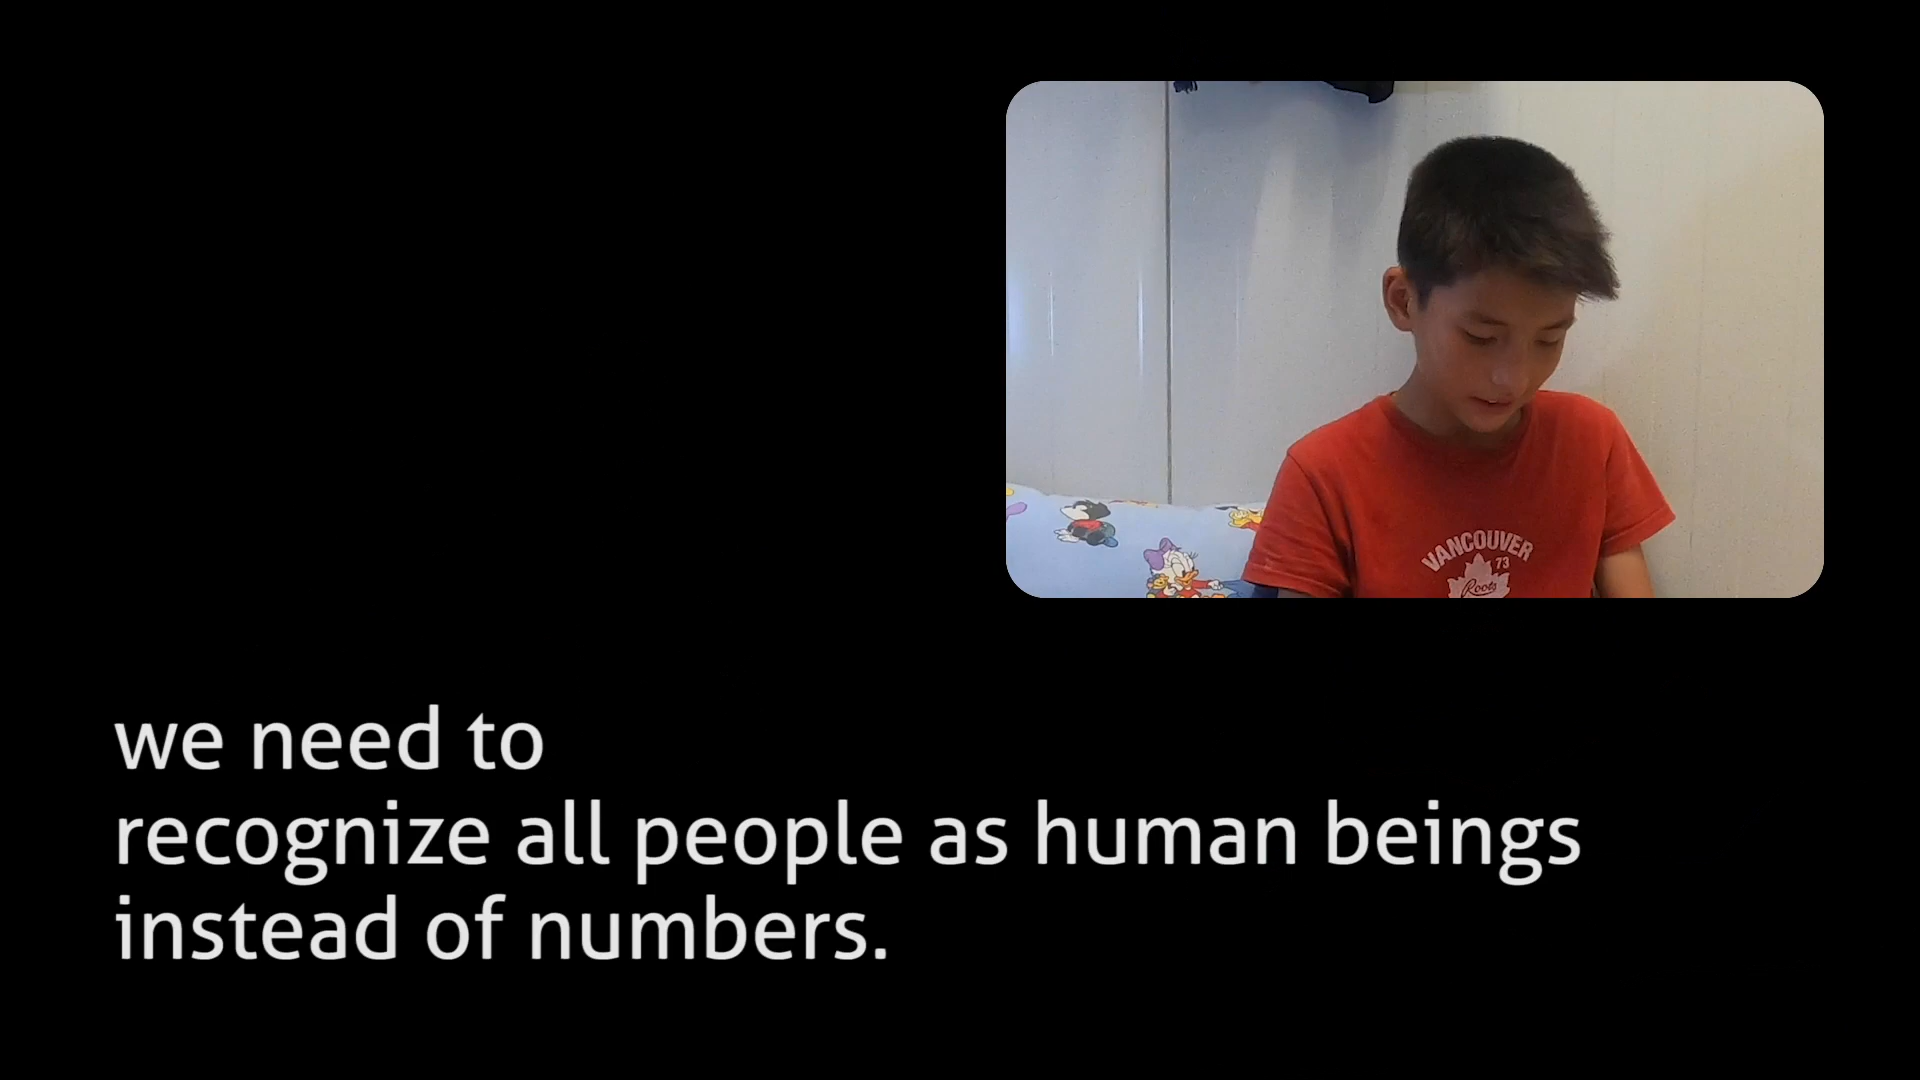 VANCOUVER
73
Roots
we need to
recognize all people as human beings
instead of numbers.